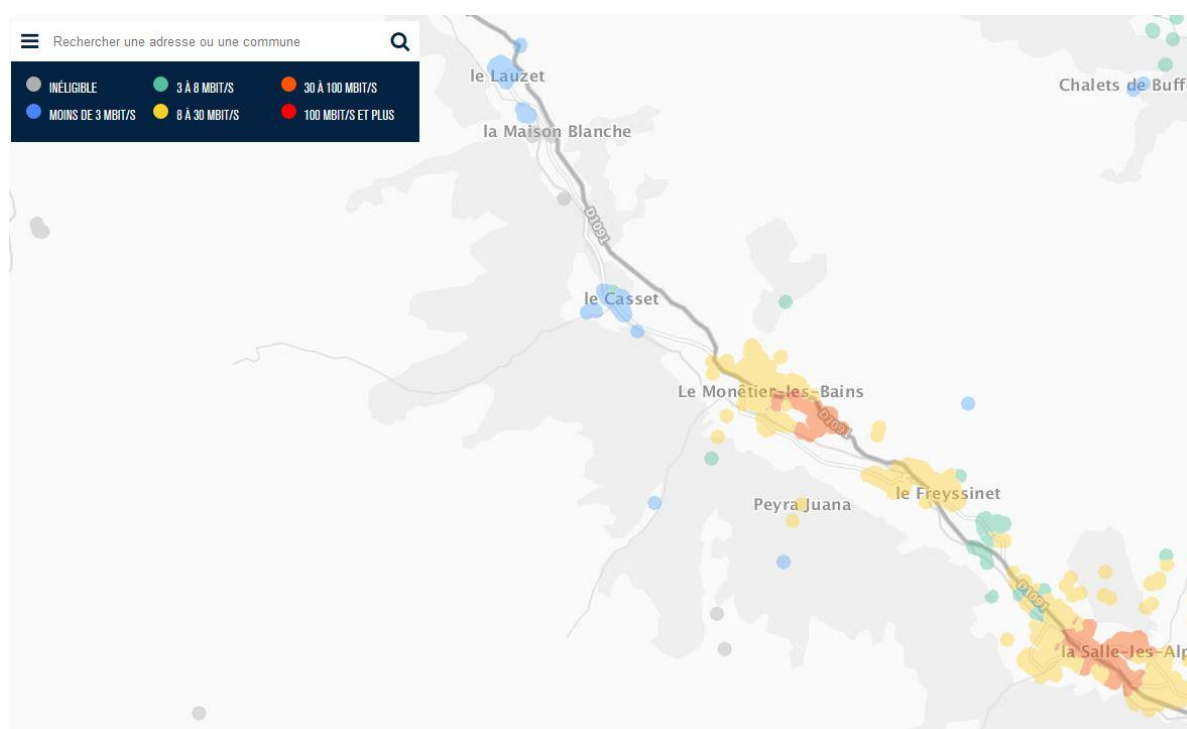 Rechercher une adresse ou une commune
INÉLIGIBLE
3 À 8 MBIT/S
30 À 100 MBIT/S
MOINS DE 3 MBIT/S
8 À 30 MBIT/S
100 MBIT/S ET PLUS
le Lauzet
Chalets de Buff
la Maison Blanche
D1091
le Casset
Le Monêtier-les-Bains
D1091
le Freyssinet
Peyra Juana
D1091
la Salle-les-Alp